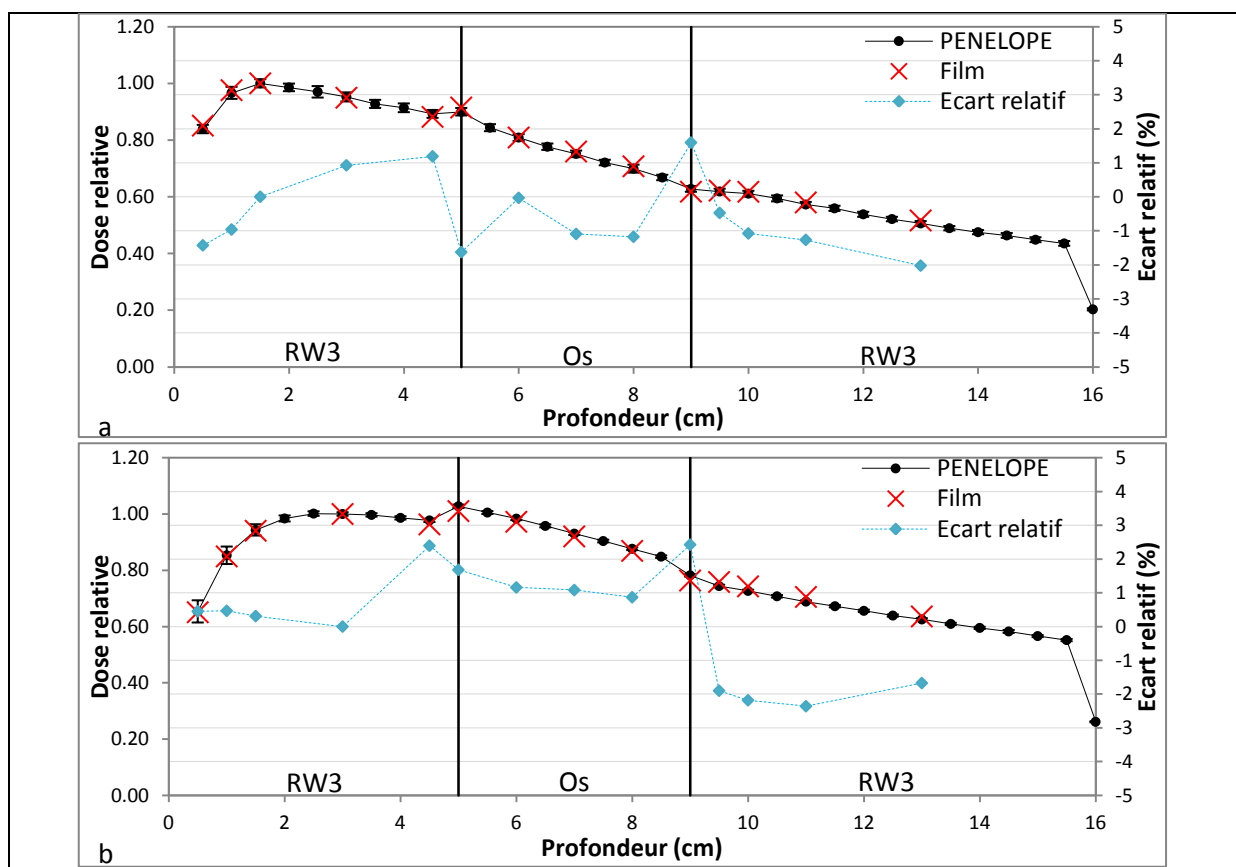 1.20
1.00
0.80
0.60
0.40
0.20
0.00
Dose relative
5
4
3
2
1
0
-1
-2
-3
-4
-5
Ecart relatif (%)
PENELOPE
Film
Ecart relatif
RW3
Os
RW3
0 2 4 6 8 10 12 14 16
Profondeur (cm)
a
1.20
1.00
0.80
0.60
0.40
0.20
0.00
Dose relative
5
4
3
2
1
0
-1
-2
-3
-4
-5
Ecart relatif (%)
PENELOPE
Film
Ecart relatif
RW3
Os
RW3
0 2 4 6 8 10 12 14 16
Profondeur (cm)
b